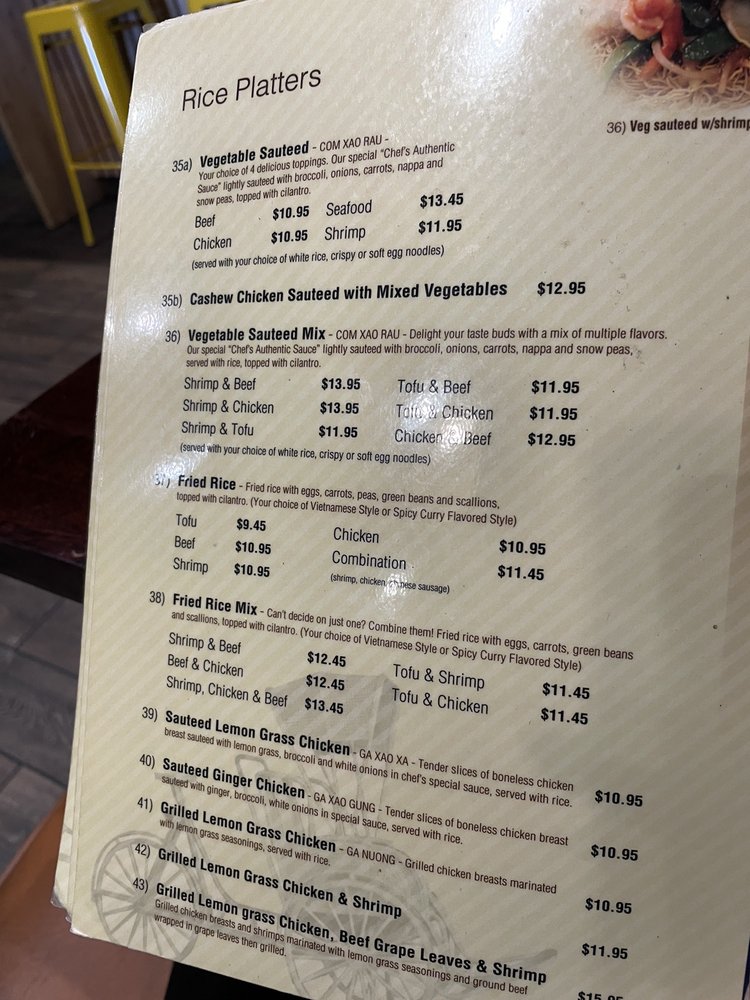 Rice Platters
36) Veg sauteed w/shrimp
35a) Vegetable Sauteed - COM XAO RAU -
Your choice of 4 delicious toppings. Our special "Chef's Authentic
Sauce" lightly sauteed with broccoli, onions, carrots, nappa and
snow peas, topped with cilantro.
Beef $10.95 Seafood $13.45
Chicken $10.95 Shrimp $11.95
(served with your choice of white rice, crispy or soft egg noodles)
35b) Cashew Chicken Sauteed with Mixed Vegetables $12.95
36) Vegetable Sauteed Mix - COM XAO RAU - Delight your taste buds with a mix of multiple flavors.
Our special "Chef's Authentic Sauce" lightly sauteed with broccoli, onions, carrots, nappa and snow peas,
served with rice, topped with cilantro.
Shrimp & Beef $13.95 Tofu & Beef $11.95
Shrimp & Chicken $13.95 Tofu & Chicken $11.95
Shrimp & Tofu $11.95 Chicken & Beef $12.95
(served with your choice of white rice, crispy or soft egg noodles)
37) Fried Rice - Fried rice with eggs, carrots, peas, green beans and scallions,
topped with cilantro. (Your choice of Vietnamese Style or Spicy Curry Flavored Style)
Tofu $9.45 Chicken $10.95
Beef $10.95 Combination $11.45
Shrimp $10.95 (shrimp, chicken, chinese sausage)
38) Fried Rice Mix - Can't decide on just one? Combine them! Fried rice with eggs, carrots, green beans
and scallions, topped with cilantro. (Your choice of Vietnamese Style or Spicy Curry Flavored Style)
Shrimp & Beef $12.45 Tofu & Shrimp $11.45
Beef & Chicken $12.45 Tofu & Chicken $11.45
Shrimp, Chicken & Beef $13.45
39) Sauteed Lemon Grass Chicken - GA XAO XA - Tender slices of boneless chicken
breast sauteed with lemon grass, broccoli and white onions in chef's special sauce, served with rice. $10.95
40) Sauteed Ginger Chicken - GA XAO GUNG - Tender slices of boneless chicken breast
sauteed with ginger, broccoli, white onions in special sauce, served with rice. $10.95
41) Grilled Lemon Grass Chicken - GA NUONG - Grilled chicken breasts marinated
with lemon grass seasonings, served with rice. $10.95
42) Grilled Lemon Grass Chicken & Shrimp $11.95
43) Grilled Lemon grass Chicken, Beef Grape Leaves & Shrimp
Grilled chicken breasts and shrimps marinated with lemon grass seasonings and ground beef
wrapped in grape leaves then grilled.